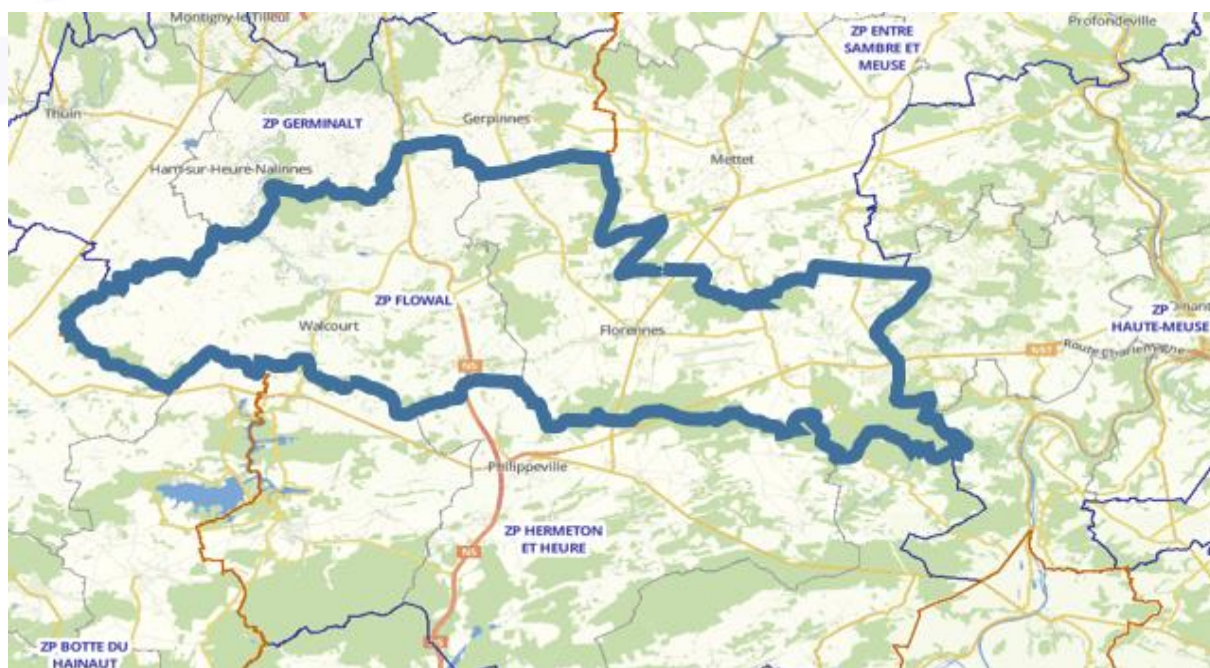 Montigny-le-Tilleul
Profondeville
ZP ENTRE
SAMBRE ET
MEUSE
Thuin
ZP GERMINALT
Gerpinnes
Mettet
Ham-sur-Heure-Nalinnes
ZP FLOWAL
Walcourt
Florennes
ZP
HAUTE-MEUSE
nant
Route Charlemagne
N5
Philippeville
ZP HERMETON
ET HEURE
N5
N5
ZP BOTTE DU
HAINAUT